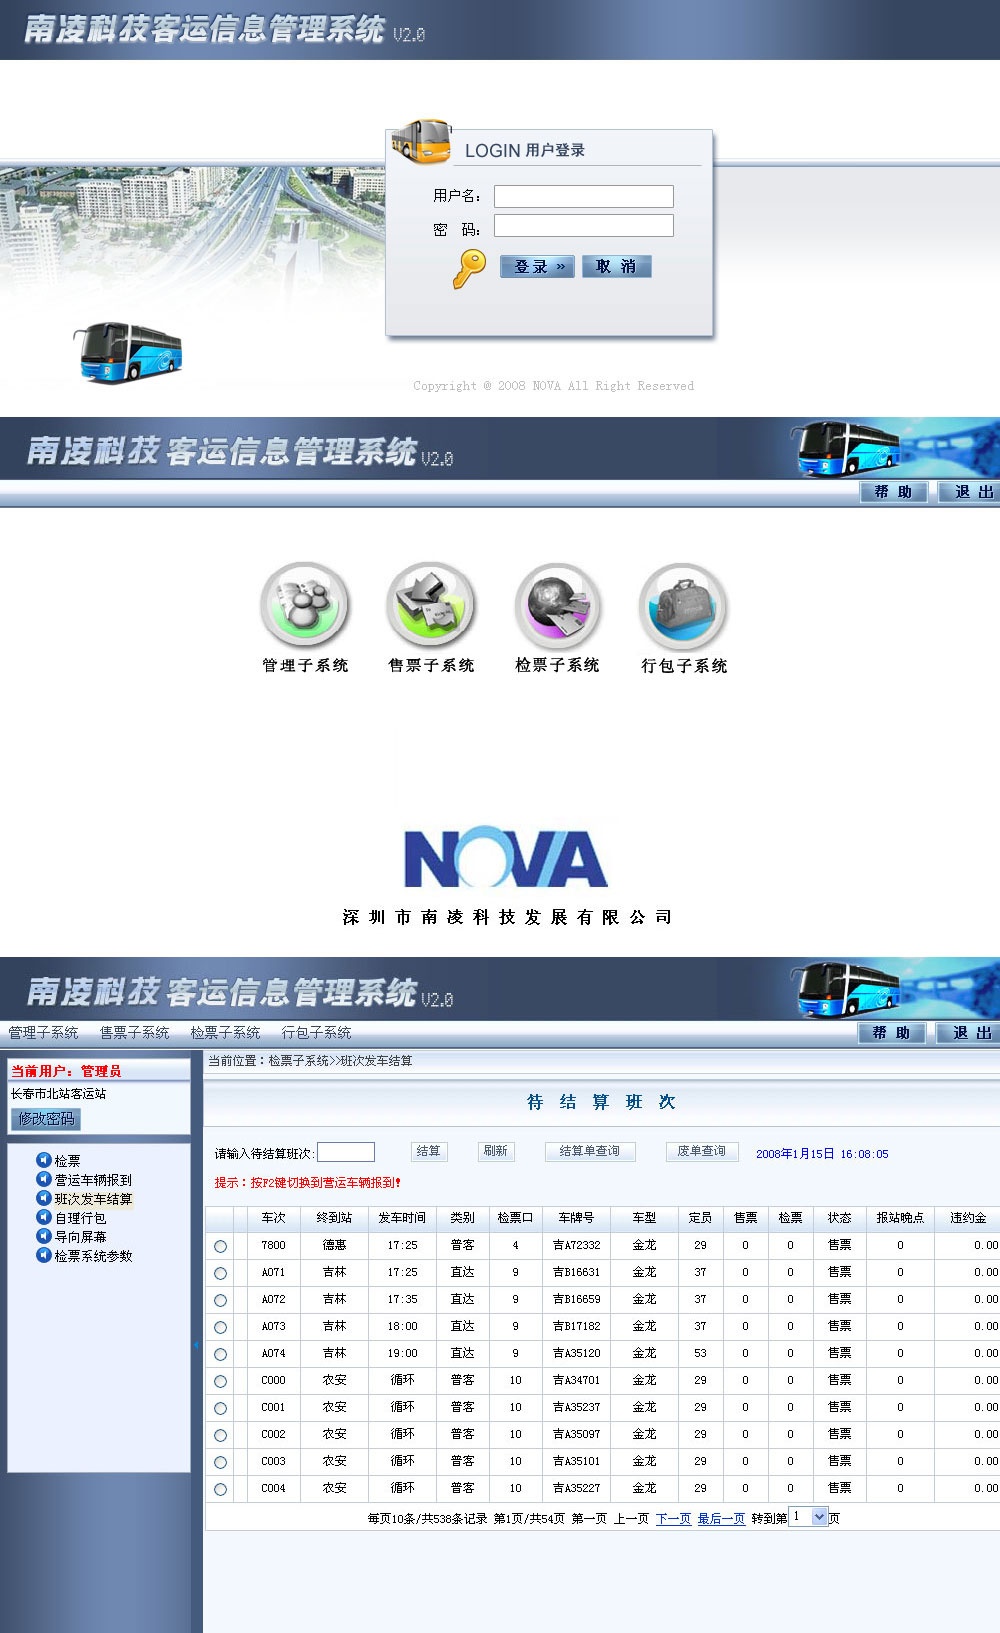 南凌科技客运信息管理系统 V2.0
LOGIN 用户登录
用户名:
密 码:
登录 »
取 消
Copyright @ 2008 NOVA All Right Reserved
南凌科技 客运信息管理系统 V2.0
帮 助 退 出
管理子系统 售票子系统 检票子系统 行包子系统
NOVA
深圳市南凌科技发展有限公司
南凌科技 客运信息管理系统 V2.0
管理子系统 售票子系统 检票子系统 行包子系统 帮 助 退 出
当前用户: 管理员
长春市北站客运站
修改密码
检票
营运车辆报到
班次发车结算
自理行包
导向屏幕
检票系统参数
当前位置：检票子系统>>班次发车结算
待 结 算 班 次
请输入待结算班次: 结算 刷新 结算单查询 废单查询 2008年1月15日 16:08:05
提示：按F2键切换到营运车辆报到!
车次 终到站 发车时间 类别 检票口 车牌号 车型 定员 售票 检票 状态 报站晚点 违约金
7800 德惠 17:25 普客 4 吉A72332 金龙 29 0 0 售票 0 0.00
A071 吉林 17:25 直达 9 吉B16631 金龙 37 0 0 售票 0 0.00
A072 吉林 17:35 直达 9 吉B16659 金龙 37 0 0 售票 0 0.00
A073 吉林 18:00 直达 9 吉B17182 金龙 37 0 0 售票 0 0.00
A074 吉林 19:00 直达 9 吉A35120 金龙 53 0 0 售票 0 0.00
C000 农安 循环 普客 10 吉A34701 金龙 29 0 0 售票 0 0.00
C001 农安 循环 普客 10 吉A35237 金龙 29 0 0 售票 0 0.00
C002 农安 循环 普客 10 吉A35097 金龙 29 0 0 售票 0 0.00
C003 农安 循环 普客 10 吉A35101 金龙 29 0 0 售票 0 0.00
C004 农安 循环 普客 10 吉A35227 金龙 29 0 0 售票 0 0.00
每页10条/共538条记录 第1页/共54页 第一页 上一页 下一页 最后一页 转到第 1 页